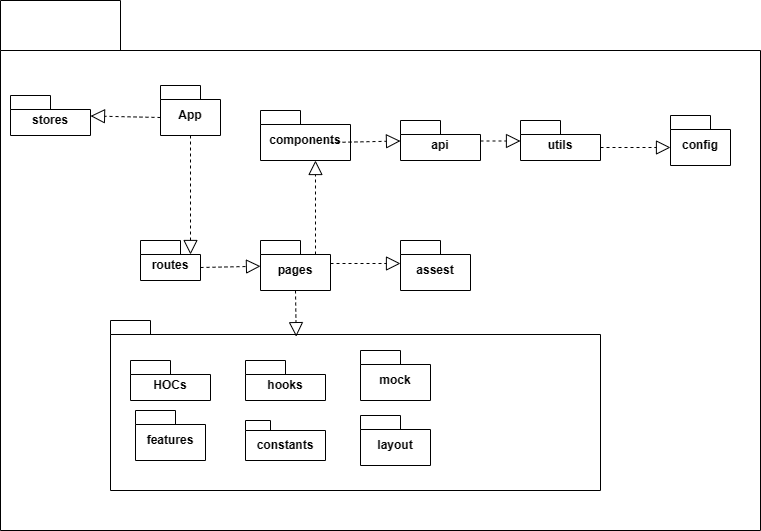 stores
App
components
api
utils
config
routes
pages
assest
HOCs
hooks
mock
features
constants
layout